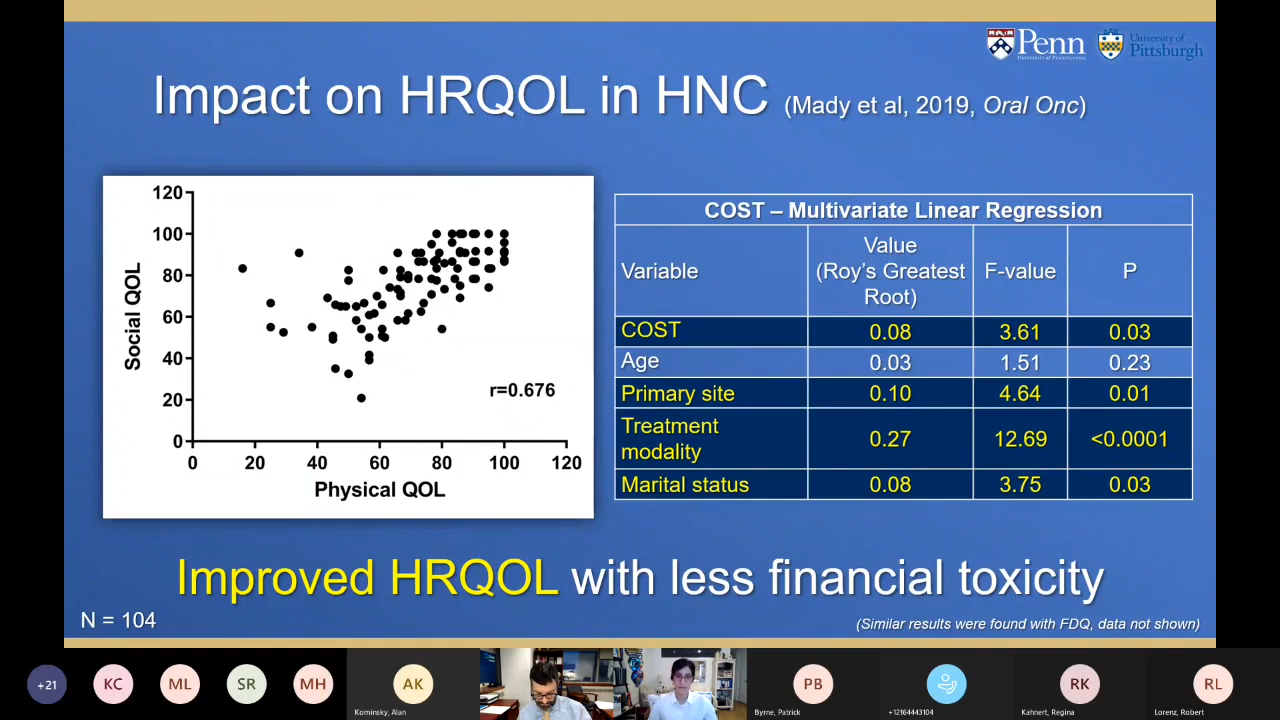 Penn
UNIVERSITY OF PENNSYLVANIA
University of
Pittsburgh
Impact on HRQOL in HNC (Mady et al, 2019, Oral Onc)
120
100
80
60
40
20
0
Social QOL
r=0.676
0 20 40 60 80 100 120
Physical QOL
COST – Multivariate Linear Regression
Variable Value (Roy's Greatest Root) F-value P
COST 0.08 3.61 0.03
Age 0.03 1.51 0.23
Primary site 0.10 4.64 0.01
Treatment modality 0.27 12.69 <0.0001
Marital status 0.08 3.75 0.03
Improved HRQOL with less financial toxicity
N = 104
(Similar results were found with FDQ, data not shown)
+21 KC ML SR MH AK PB RK RL
Kominsky, Alan Byrne, Patrick +12164443104 Kahnert, Regina Lorenz, Robert